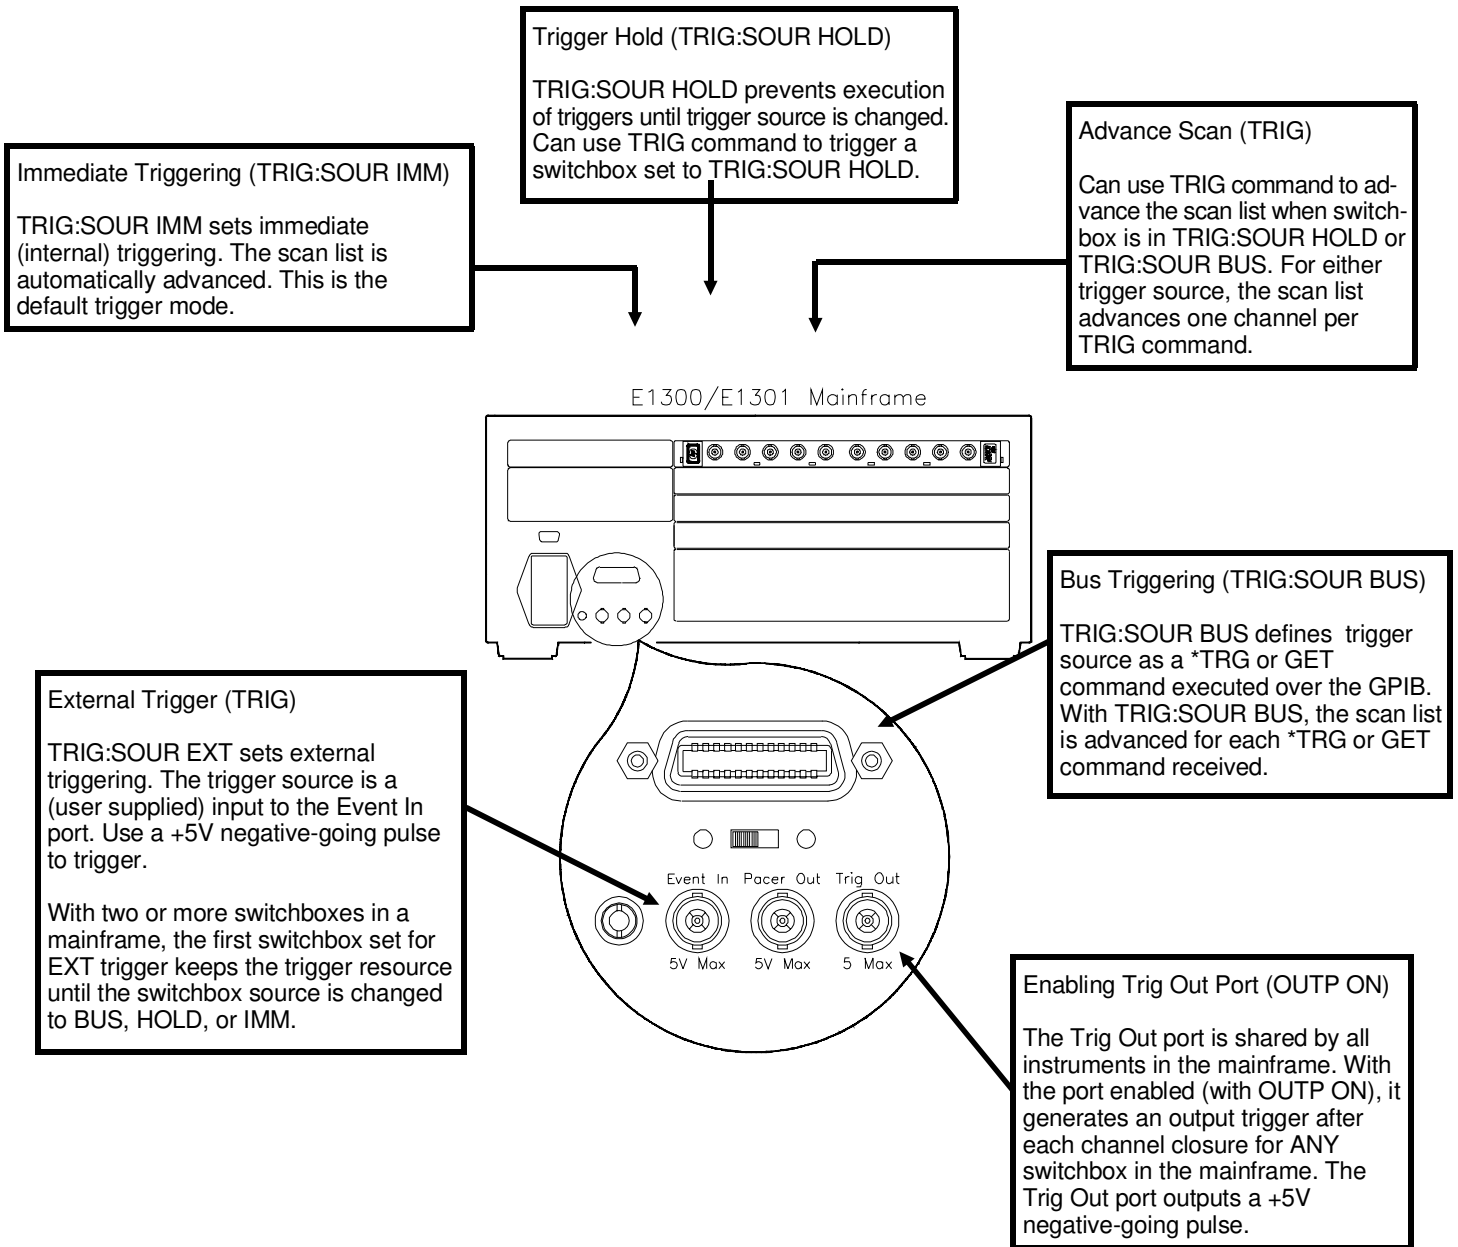 Trigger Hold (TRIG:SOUR HOLD)
TRIG:SOUR HOLD prevents execution
of triggers until trigger source is changed.
Can use TRIG command to trigger a
switchbox set to TRIG:SOUR HOLD.
Immediate Triggering (TRIG:SOUR IMM)
TRIG:SOUR IMM sets immediate
(internal) triggering. The scan list is
automatically advanced. This is the
default trigger mode.
Advance Scan (TRIG)
Can use TRIG command to ad-
vance the scan list when switch-
box is in TRIG:SOUR HOLD or
TRIG:SOUR BUS. For either
trigger source, the scan list
advances one channel per
TRIG command.
E1300/E1301 Mainframe
Bus Triggering (TRIG:SOUR BUS)
TRIG:SOUR BUS defines trigger
source as a *TRG or GET
command executed over the GPIB.
With TRIG:SOUR BUS, the scan list
is advanced for each *TRG or GET
command received.
External Trigger (TRIG)
TRIG:SOUR EXT sets external
triggering. The trigger source is a
(user supplied) input to the Event In
port. Use a +5V negative-going pulse
to trigger.
With two or more switchboxes in a
mainframe, the first switchbox set for
EXT trigger keeps the trigger resource
until the switchbox source is changed
to BUS, HOLD, or IMM.
Event In Pacer Out Trig Out
5V Max 5V Max 5 Max
Enabling Trig Out Port (OUTP ON)
The Trig Out port is shared by all
instruments in the mainframe. With
the port enabled (with OUTP ON), it
generates an output trigger after
each channel closure for ANY
switchbox in the mainframe. The
Trig Out port outputs a +5V
negative-going pulse.